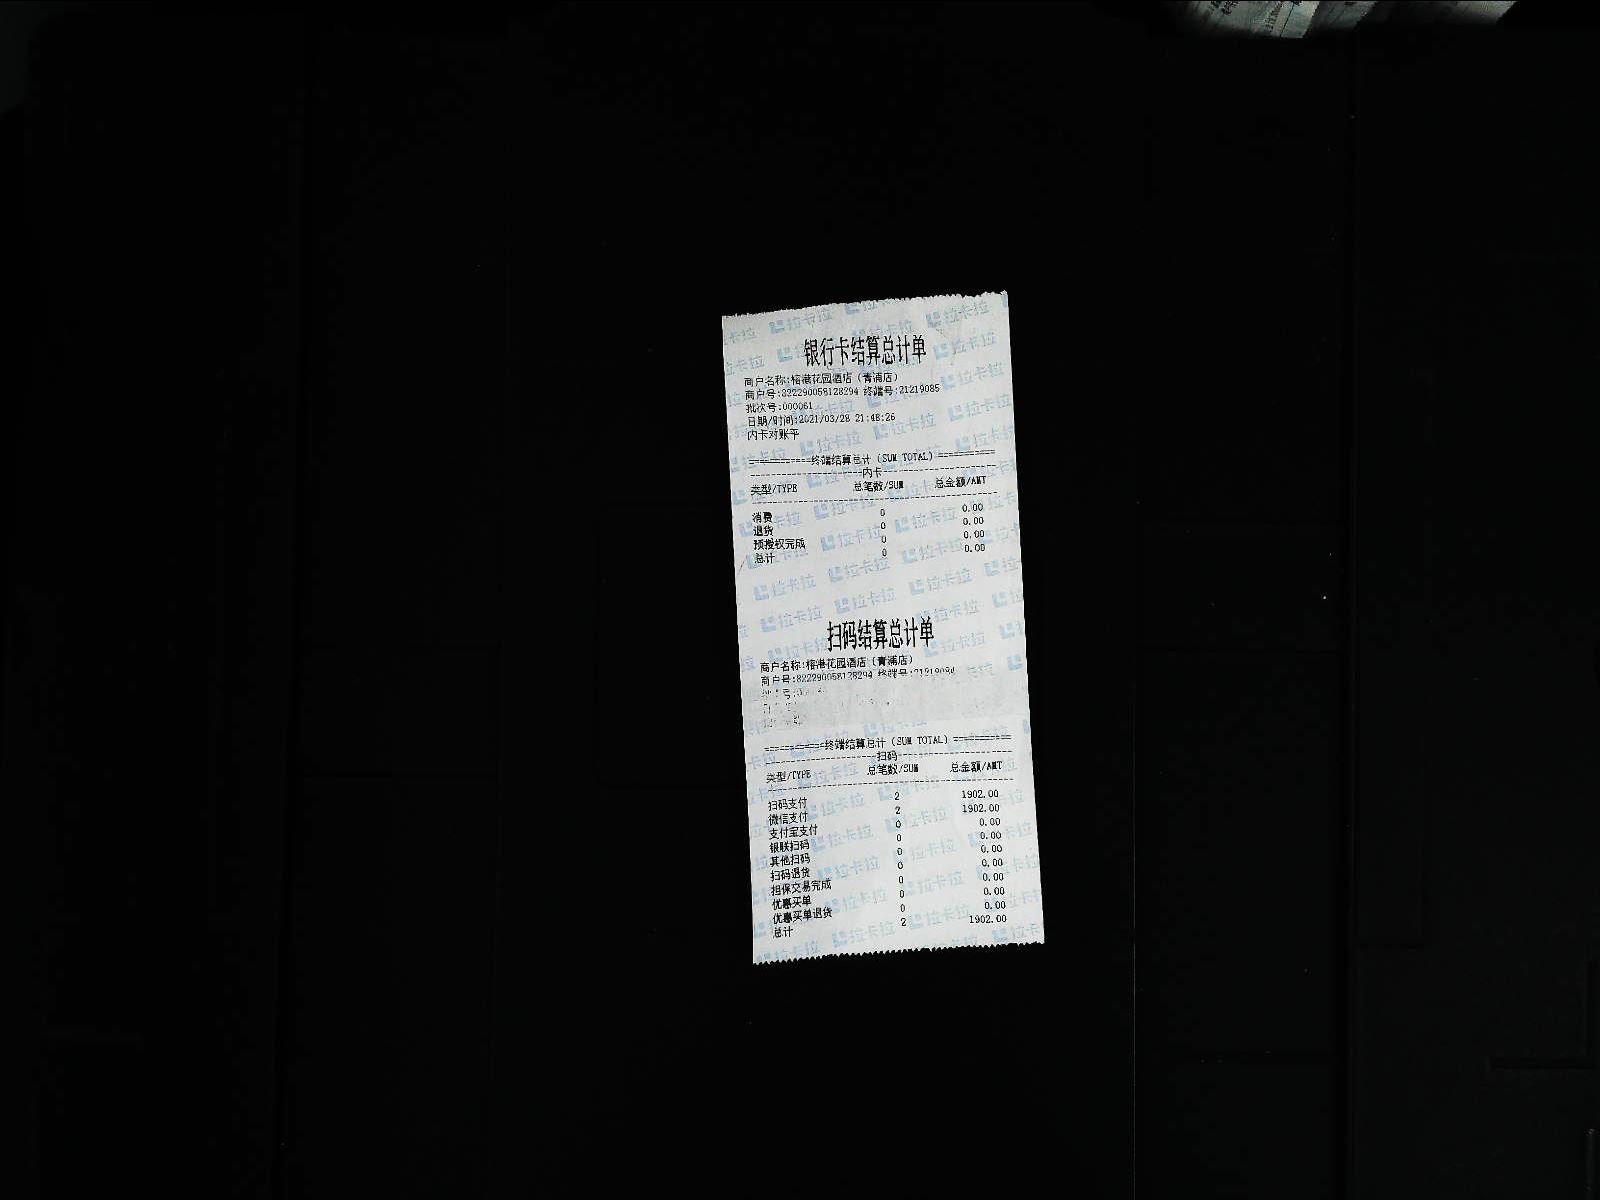 银行卡结算总计单
商户名称:榕港花园酒店（青浦店）
商户号:822290058128294 终端号:21219085
批次号:000061
日期/时间:2021/03/28 21:48:26
内卡对账平
===========终端结算总计（SUM TOTAL）===========
--------------------内卡--------------------
类型/TYPE 总笔数/SUM 总金额/AMT
消费 0 0.00
退货 0 0.00
预授权完成 0 0.00
总计 0 0.00
扫码结算总计单
商户名称:榕港花园酒店（青浦店）
商户号:822290058128294 终端号:
===========终端结算总计（SUM TOTAL）===========
--------------------扫码--------------------
类型/TYPE 总笔数/SUM 总金额/AMT
扫码支付 2 1902.00
微信支付 2 1902.00
支付宝支付 0 0.00
银联扫码 0 0.00
其他扫码 0 0.00
扫码退货 0 0.00
担保交易完成 0 0.00
优惠买单 0 0.00
优惠买单退货 0 0.00
总计 2 1902.00